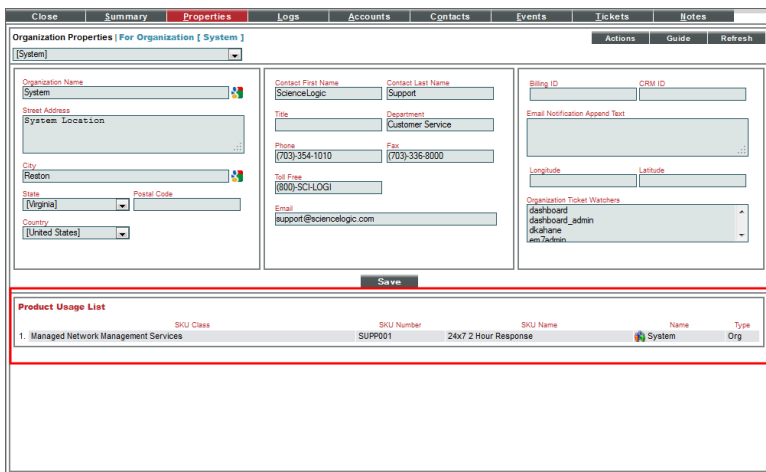 Close Summary Properties Logs Accounts Contacts Events Tickets Notes
Organization Properties | For Organization [ System ] Actions Guide Refresh
[System]
Organization Name Contact First Name Contact Last Name Billing ID CRM ID
System ScienceLogic Support
Street Address Title Department Email Notification Append Text
System Location Customer Service
Phone Fax
(703)-354-1010 (703)-336-8000
City Longitude Latitude
Reston Toll Free
State Postal Code (800)-SCI-LOGI
[Virginia] Organization Ticket Watchers
Country Email dashboard
[United States] support@sciencelogic.com dashboard_admin
dkahane
em7admin
Save
Product Usage List
SKU Class SKU Number SKU Name Name Type
1. Managed Network Management Services SUPP001 24x7 2 Hour Response System Org